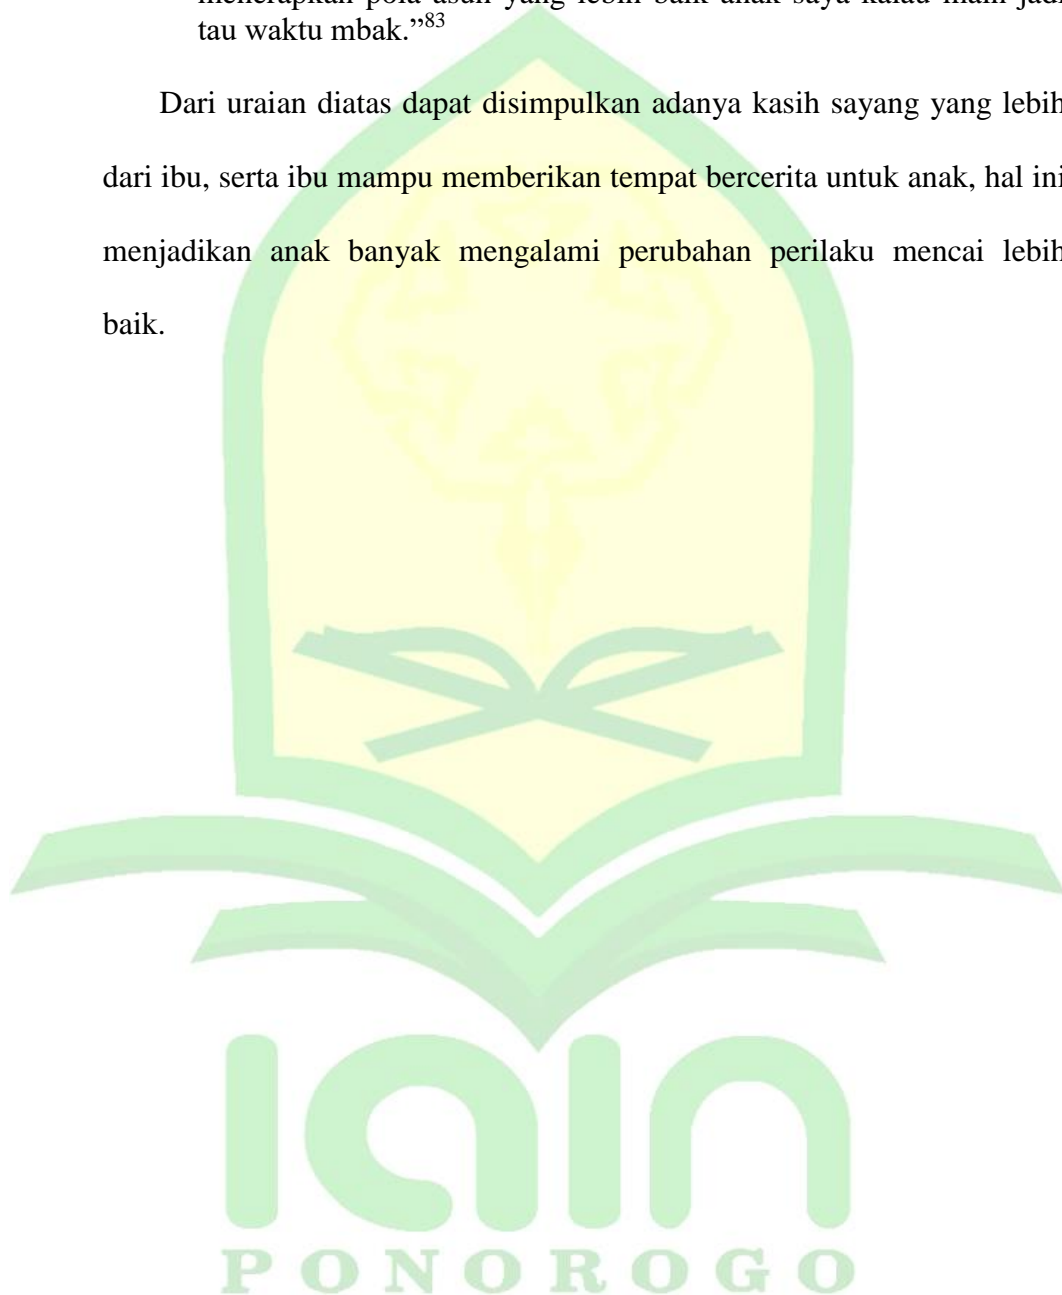 menerapkan pola asuh yang lebih baik anak saya kalau main jadi
tau waktu mbak.”83
Dari uraian diatas dapat disimpulkan adanya kasih sayang yang lebih
dari ibu, serta ibu mampu memberikan tempat bercerita untuk anak, hal ini
menjadikan anak banyak mengalami perubahan perilaku mencai lebih
baik.
IAIN
PONOROGO